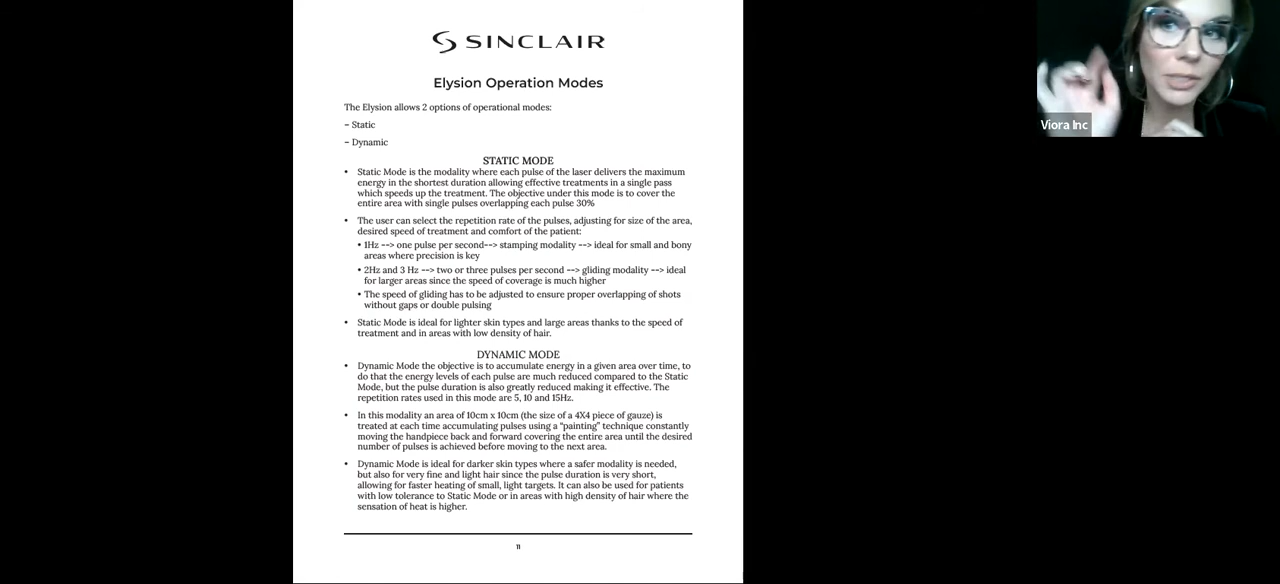 SINCLAIR
Elysion Operation Modes
The Elysion allows 2 options of operational modes:
– Static
– Dynamic
STATIC MODE
• Static Mode is the modality where each pulse of the laser delivers the maximum
energy in the shortest duration allowing effective treatments in a single pass
which speeds up the treatment. The objective under this mode is to cover the
entire area with single pulses overlapping each pulse 30%
• The user can select the repetition rate of the pulses, adjusting for size of the area,
desired speed of treatment and comfort of the patient:
• 1Hz --> one pulse per second--> stamping modality --> ideal for small and bony
areas where precision is key
• 2Hz and 3 Hz --> two or three pulses per second --> gliding modality --> ideal
for larger areas since the speed of coverage is much higher
• The speed of gliding has to be adjusted to ensure proper overlapping of shots
without gaps or double pulsing
• Static Mode is ideal for lighter skin types and large areas thanks to the speed of
treatment and in areas with low density of hair.
DYNAMIC MODE
• Dynamic Mode the objective is to accumulate energy in a given area over time, to
do that the energy levels of each pulse are much reduced compared to the Static
Mode, but the pulse duration is also greatly reduced making it effective. The
repetition rates used in this mode are 5, 10 and 15Hz.
• In this modality an area of 10cm x 10cm (the size of a 4X4 piece of gauze) is
treated at each time accumulating pulses using a “painting” technique constantly
moving the handpiece back and forward covering the entire area until the desired
number of pulses is achieved before moving to the next area.
• Dynamic Mode is ideal for darker skin types where a safer modality is needed,
but also for very fine and light hair since the pulse duration is very short,
allowing for faster heating of small, light targets. It can also be used for patients
with low tolerance to Static Mode or in areas with high density of hair where the
sensation of heat is higher.
11
Viora Inc